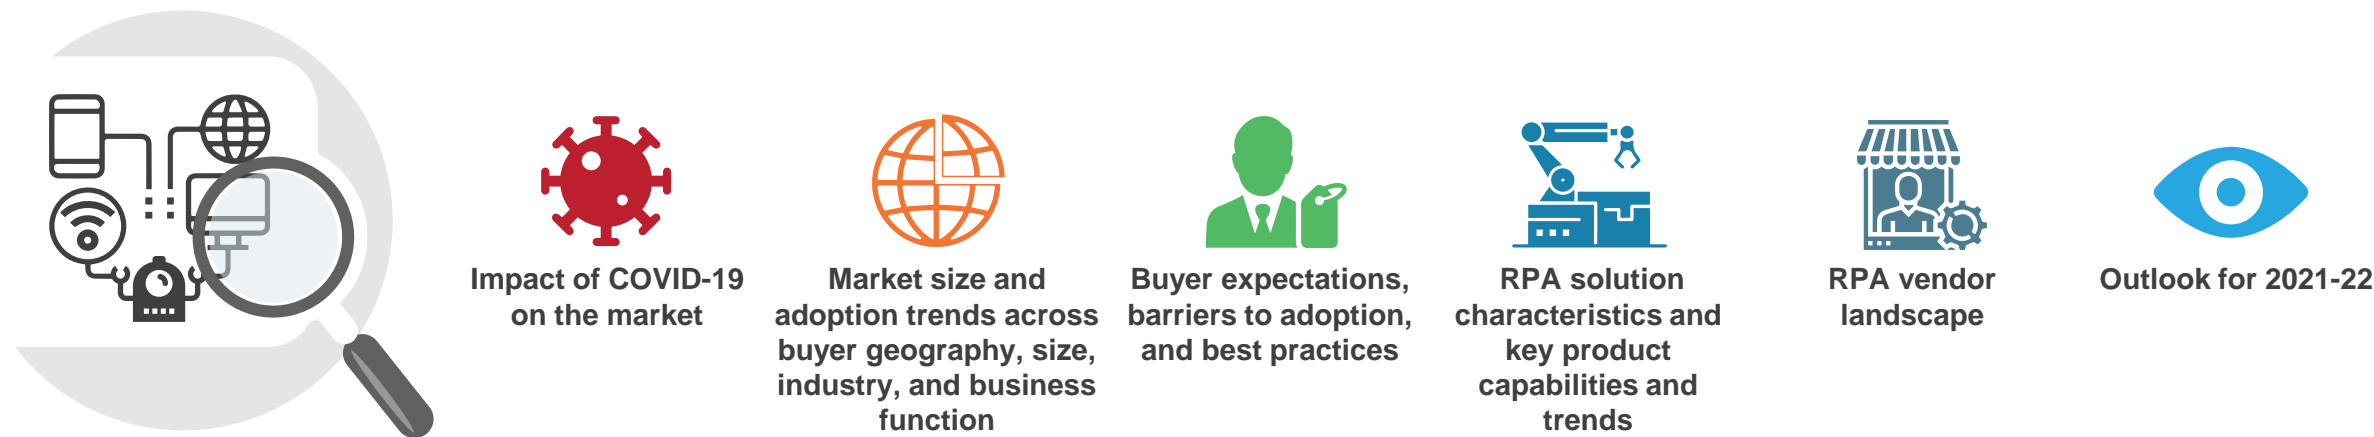 Impact of COVID-19
on the market
Market size and
adoption trends across
buyer geography, size,
industry, and business
function
Buyer expectations,
barriers to adoption,
and best practices
RPA solution
characteristics and
key product
capabilities and
trends
RPA vendor
landscape
Outlook for 2021-22